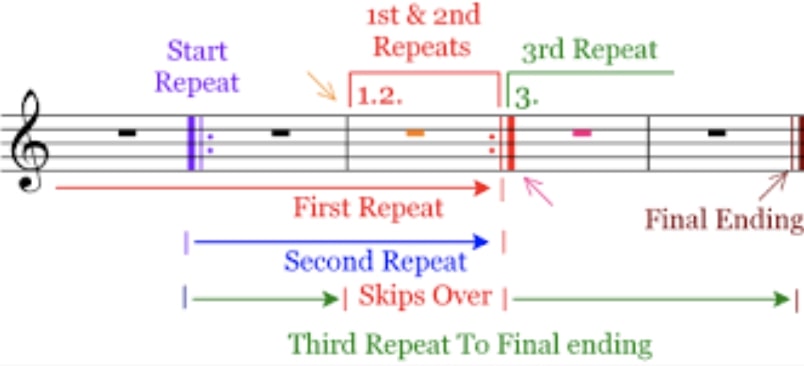 1st & 2nd
Repeats
Start
Repeat
3rd Repeat
1.2.
3.
First Repeat
Final Ending
Second Repeat
Skips Over
Third Repeat To Final ending